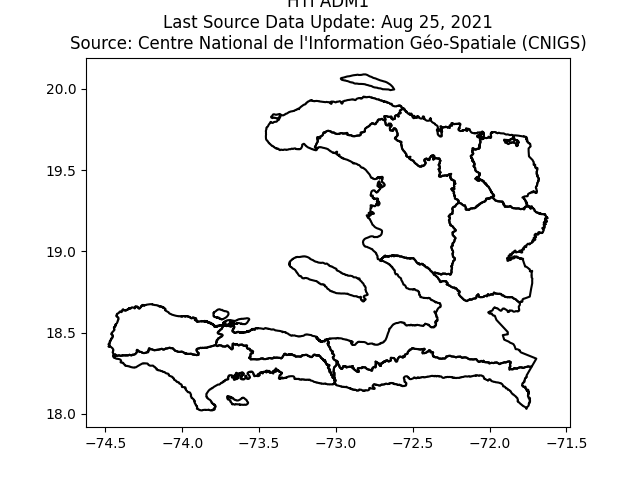 HTI ADM1
Last Source Data Update: Aug 25, 2021
Source: Centre National de l'Information Géo-Spatiale (CNIGS)
20.0
19.5
19.0
18.5
18.0
−74.5 −74.0 −73.5 −73.0 −72.5 −72.0 −71.5